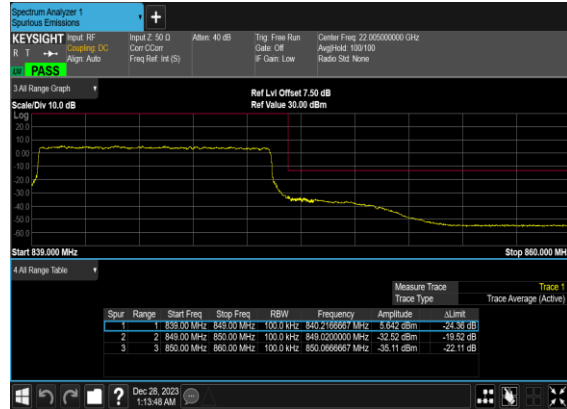 Spectrum Analyzer 1
Spurious Emissions
KEYSIGHT Input: RF Input Z: 50 Ω Atten: 40 dB Trig: Free Run Center Freq: 22.005000000 GHz
R T Coupling: DC Corr CCorr Gate: Off Avg|Hold: 100/100
Align: Auto Freq Ref: Int (S) IF Gain: Low Radio Std: None
PASS
3 All Range Graph Ref Lvl Offset 7.50 dB
Scale/Div 10.0 dB Ref Value 30.00 dBm
Log
20.0
10.0
0.00
-10.0
-20.0
-30.0
-40.0
-50.0
-60.0
Start 839.000 MHz Stop 860.000 MH
4 All Range Table
Measure Trace Trace 1
Trace Type Trace Average (Active)
Spur Range Start Freq Stop Freq RBW Frequency Amplitude ΔLimit
1 1 839.00 MHz 849.00 MHz 100.0 kHz 840.2166667 MHz 5.642 dBm -24.36 dB
2 2 849.00 MHz 850.00 MHz 100.0 kHz 849.0200000 MHz -32.52 dBm -19.52 dB
3 3 850.00 MHz 860.00 MHz 100.0 kHz 850.0666667 MHz -35.11 dBm -22.11 dB
? Dec 28, 2023
1:13:48 AM